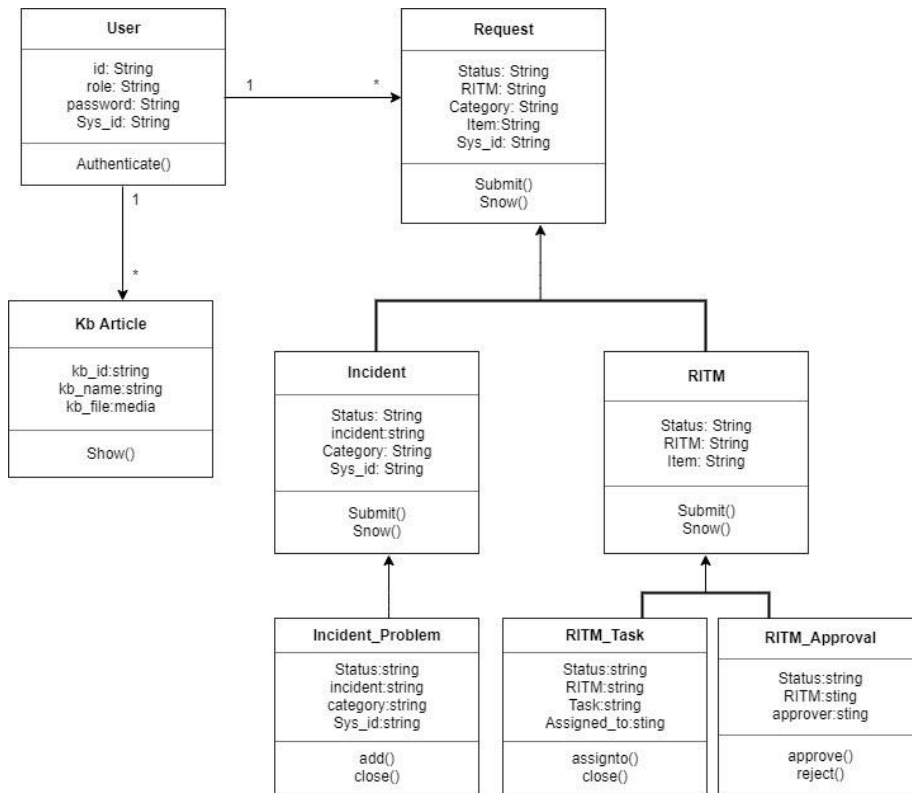 User
id: String
role: String
password: String
Sys_id: String
Authenticate()
1
*
Request
Status: String
RITM: String
Category: String
Item:String
Sys_id: String
Submit()
Snow()
1
*
Kb Article
kb_id:string
kb_name:string
kb_file:media
Show()
Incident
Status: String
incident:string
Category: String
Sys_id: String
Submit()
Snow()
RITM
Status: String
RITM: String
Item: String
Submit()
Snow()
Incident_Problem
Status:string
incident:string
category:string
Sys_id:string
add()
close()
RITM_Task
Status:string
RITM:string
Task:string
Assigned_to:sting
assignto()
close()
RITM_Approval
Status:string
RITM:sting
approver:sting
approve()
reject()